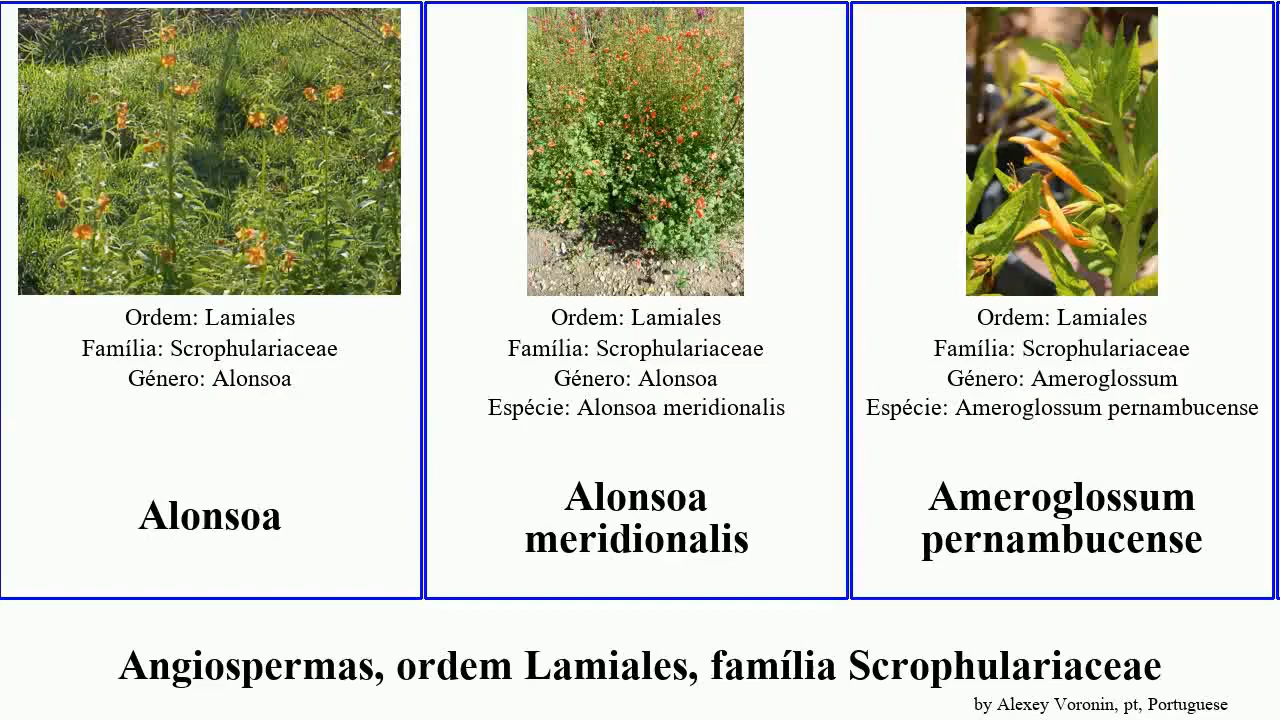 Ordem: Lamiales
Família: Scrophulariaceae
Género: Alonsoa
Alonsoa
Ordem: Lamiales
Família: Scrophulariaceae
Género: Alonsoa
Espécie: Alonsoa meridionalis
Alonsoa
meridionalis
Ordem: Lamiales
Família: Scrophulariaceae
Género: Ameroglossum
Espécie: Ameroglossum pernambucense
Ameroglossum
pernambucense
Angiospermas, ordem Lamiales, família Scrophulariaceae
by Alexey Voronin, pt, Portuguese